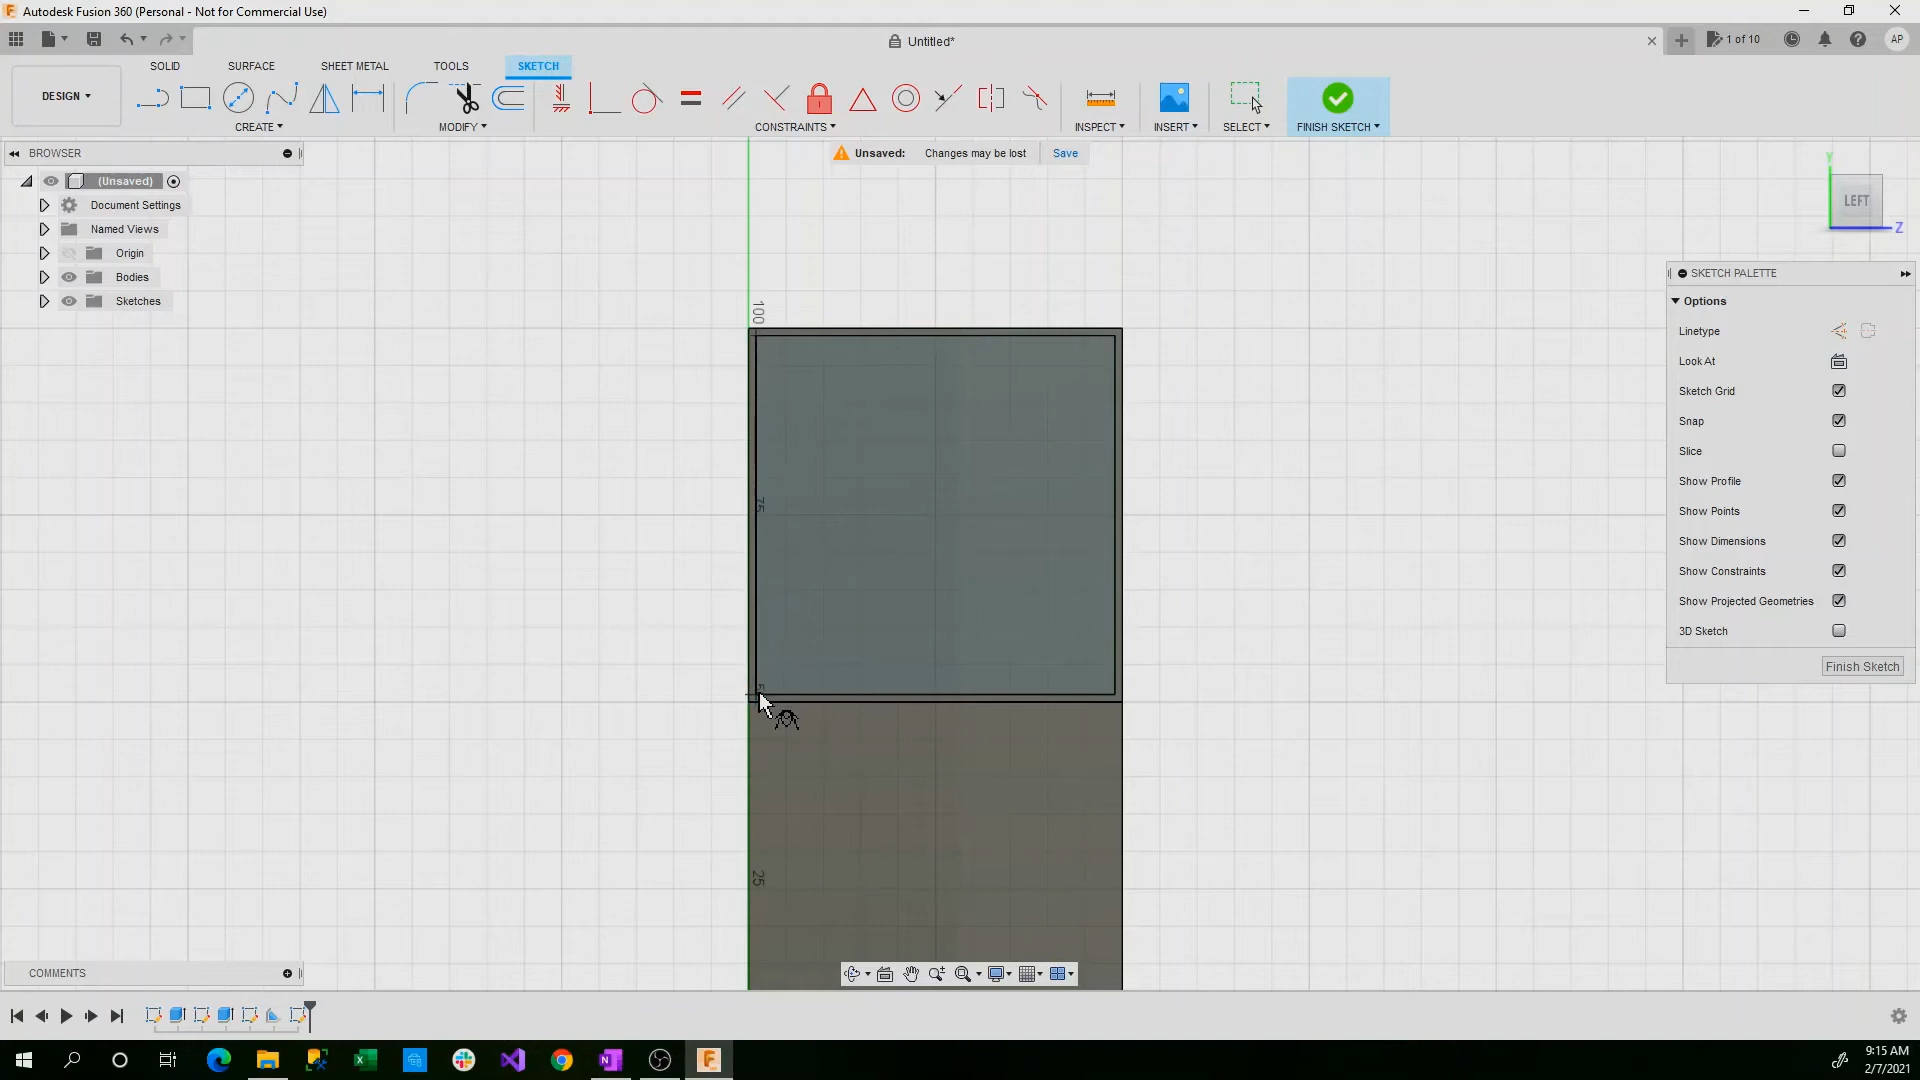 Autodesk Fusion 360 (Personal - Not for Commercial Use)
Untitled*
1 of 10
AP
SOLID
SURFACE
SHEET METAL
TOOLS
SKETCH
DESIGN
CREATE
MODIFY
CONSTRAINTS
INSPECT
INSERT
SELECT
FINISH SKETCH
BROWSER
Unsaved:
Changes may be lost
Save
(Unsaved)
Document Settings
Named Views
Origin
Bodies
Sketches
Y
LEFT
Z
SKETCH PALETTE
Options
Linetype
Look At
Sketch Grid
Snap
Slice
Show Profile
Show Points
Show Dimensions
Show Constraints
Show Projected Geometries
3D Sketch
Finish Sketch
100
75
25
COMMENTS
9:15 AM
2/7/2021